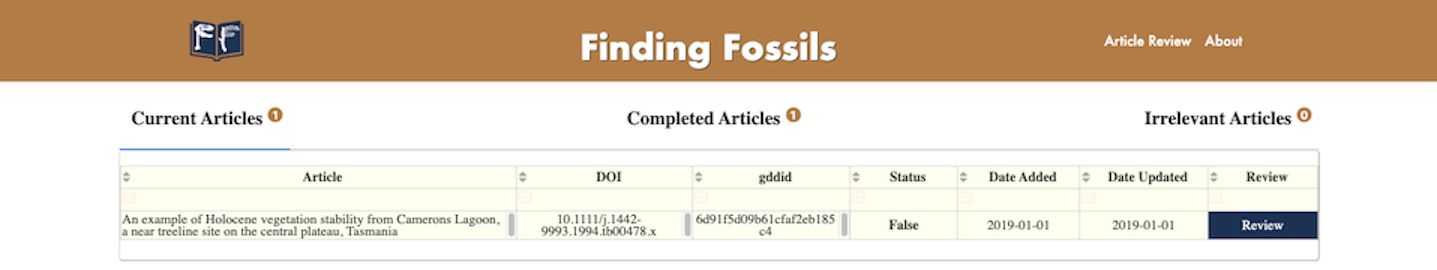 FF
Finding Fossils
Article Review About
Current Articles 1
Completed Articles 1
Irrelevant Articles 0
Article DOI gddid Status Date Added Date Updated Review
An example of Holocene vegetation stability from Camerons Lagoon,
a near treeline site on the central plateau, Tasmania
10.1111/j.1442-
9993.1994.tb00478.x
6d91f5d09b61cfaf2eb185
c4
False
2019-01-01
2019-01-01
Review